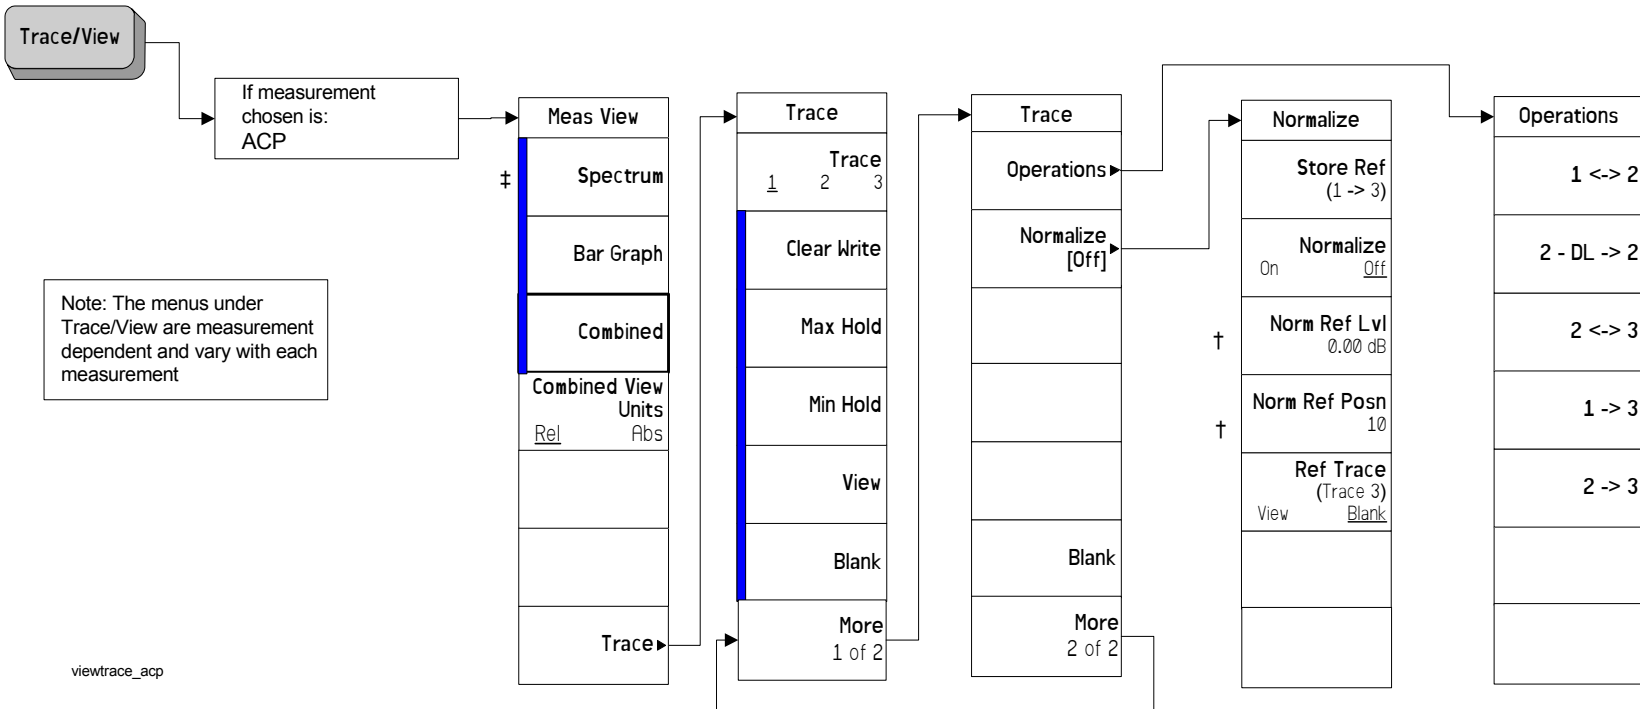 Trace/View
If measurement
chosen is:
ACP
Note: The menus under
Trace/View are measurement
dependent and vary with each
measurement
viewtrace_acp
Meas View
‡
Spectrum
Bar Graph
Combined
Combined View
Units
Rel Abs
Trace
Trace
Trace
1 2 3
Clear Write
Max Hold
Min Hold
View
Blank
More
1 of 2
Trace
Operations
Normalize
[Off]
Blank
More
2 of 2
Normalize
Store Ref
(1 -> 3)
Normalize
On Off
†
Norm Ref Lvl
0.00 dB
†
Norm Ref Posn
10
Ref Trace
(Trace 3)
View Blank
Operations
1 <-> 2
2 - DL -> 2
2 <-> 3
1 -> 3
2 -> 3